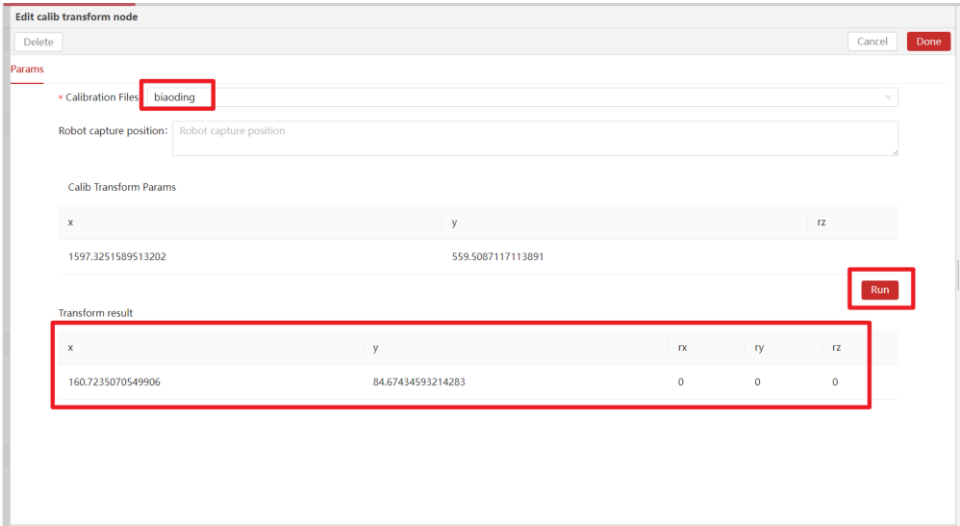 Edit calib transform node
Delete Cancel Done
Params
* Calibration Files biaoding
Robot capture position: Robot capture position
Calib Transform Params
x y rz
1597.3251589513202 559.5087117113891
Run
Transform result
x y rx ry rz
160.7235070549906 84.67434593214283 0 0 0